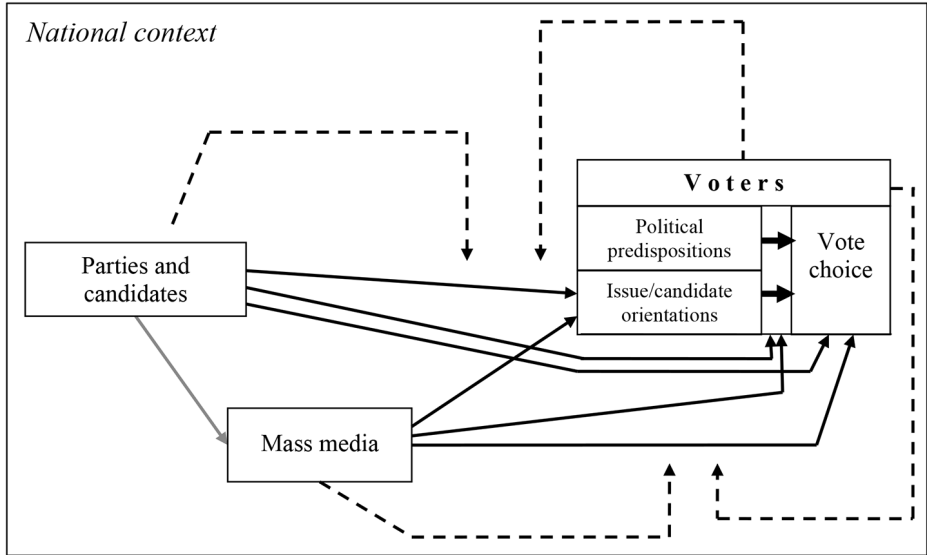 National context
Voters
Political
predispositions
Vote
choice
Parties and
candidates
Issue/candidate
orientations
Mass media